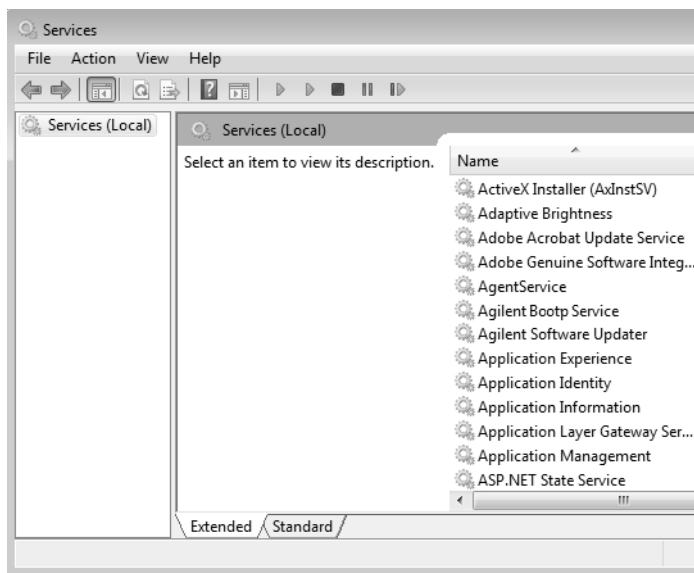 Services
File Action View Help
Services (Local)
Services (Local)
Select an item to view its description.
Name
ActiveX Installer (AxInstSV)
Adaptive Brightness
Adobe Acrobat Update Service
Adobe Genuine Software Integ...
AgentService
Agilent Bootp Service
Agilent Software Updater
Application Experience
Application Identity
Application Information
Application Layer Gateway Ser...
Application Management
ASP.NET State Service
Extended Standard